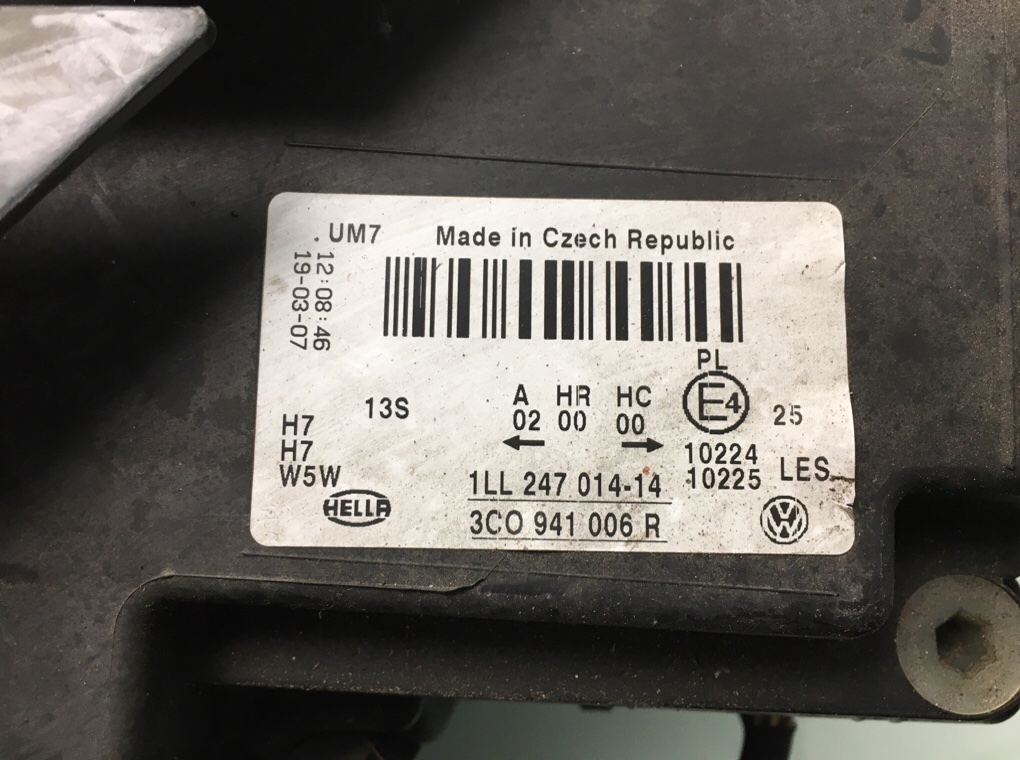 .UM7
Made in Czech Republic
12:08:46
19-03-07
PL
E4
A HR HC
02 00 00
13S
25
H7
H7
W5W
10224
10225
LES
1LL 247 014-14
HELLA
3C0 941 006 R
VW